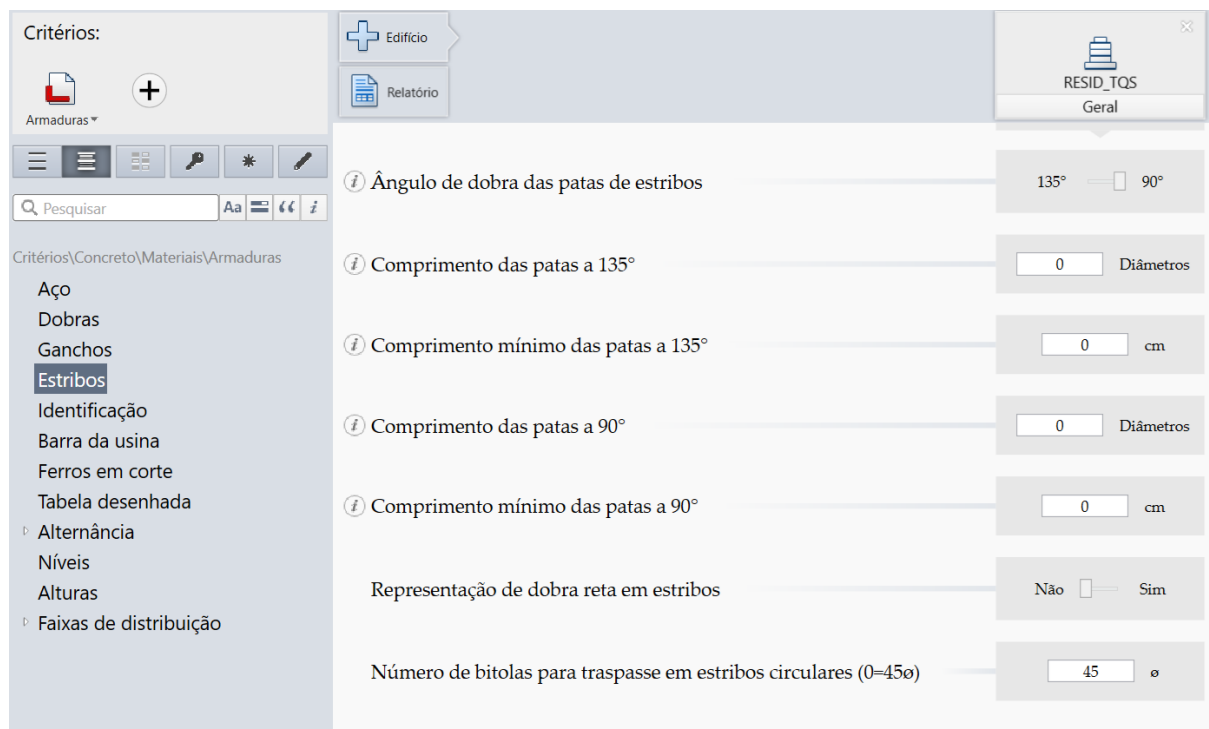 Critérios:
Armaduras
Edifício
Relatório
RESID_TQS
Geral
Pesquisar
Aa
“
i
Critérios\Concreto\Materiais\Armaduras
Aço
Dobras
Ganchos
Estribos
Identificação
Barra da usina
Ferros em corte
Tabela desenhada
Alternância
Níveis
Alturas
Faixas de distribuição
i Ângulo de dobra das patas de estribos 135° 90°
i Comprimento das patas a 135° 0 Diâmetros
i Comprimento mínimo das patas a 135° 0 cm
i Comprimento das patas a 90° 0 Diâmetros
i Comprimento mínimo das patas a 90° 0 cm
Representação de dobra reta em estribos Não Sim
Número de bitolas para traspasse em estribos circulares (0=45ø) 45 ø